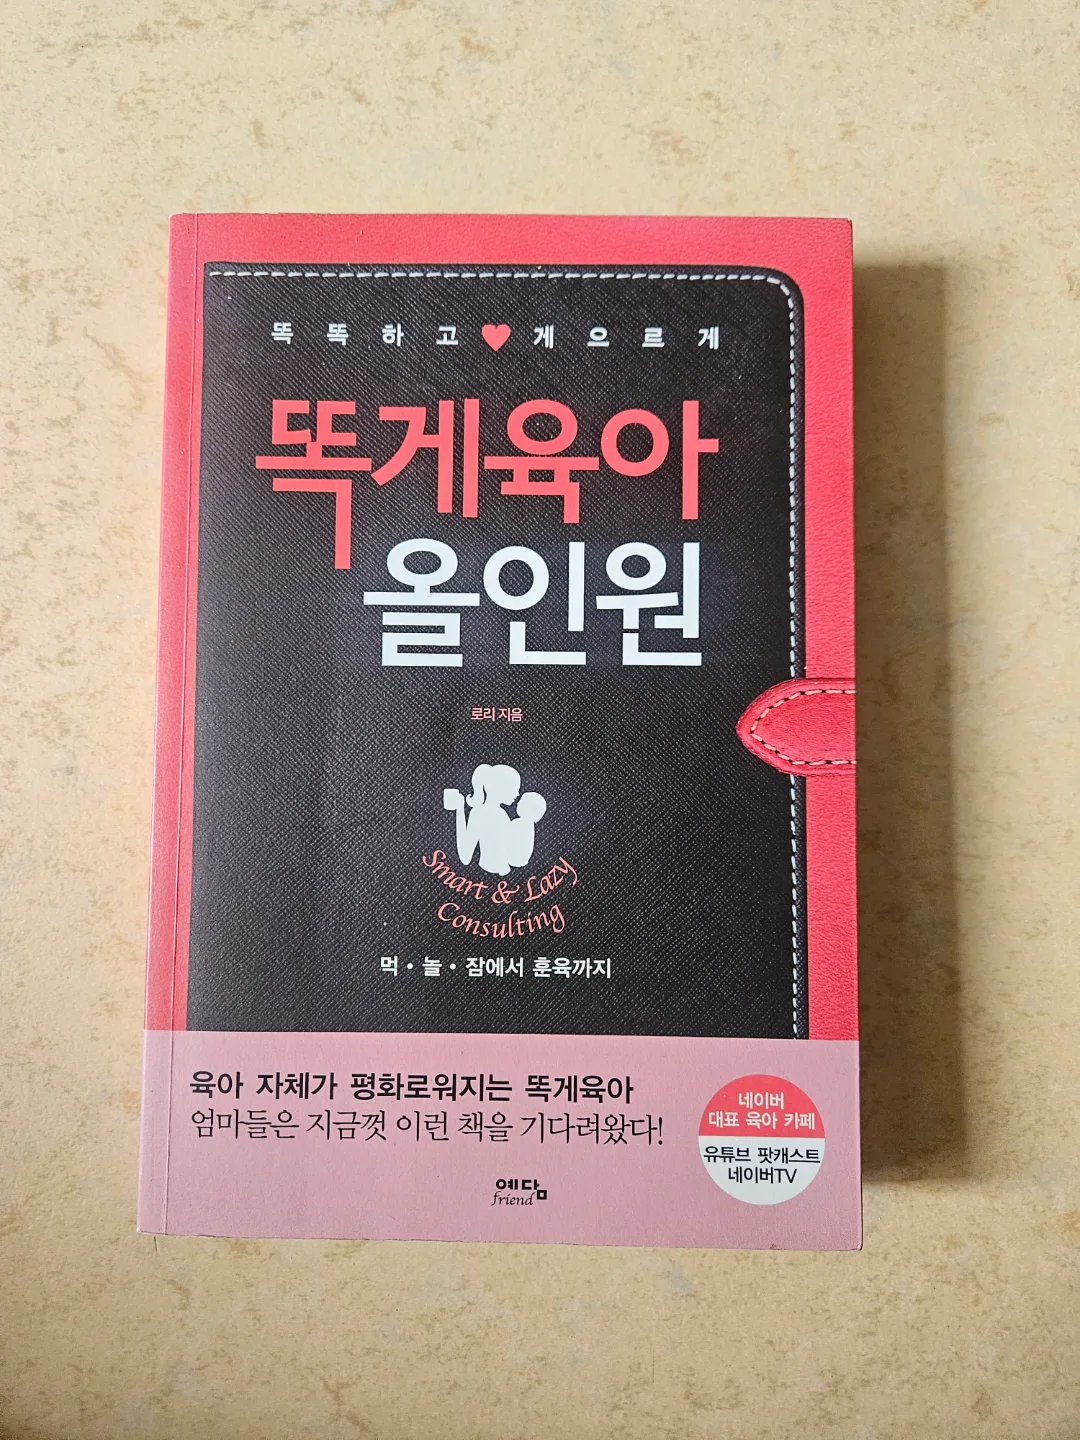 똑똑하고♥게으르게
똑게육아
올인원
로리 지음
Smart & Lazy
Consulting
먹·놀·잠에서 훈육까지
육아 자체가 평화로워지는 똑게육아
엄마들은 지금껏 이런 책을 기다려왔다!
네이버
대표 육아 카페
유튜브 팟캐스트
네이버TV
예담
friend